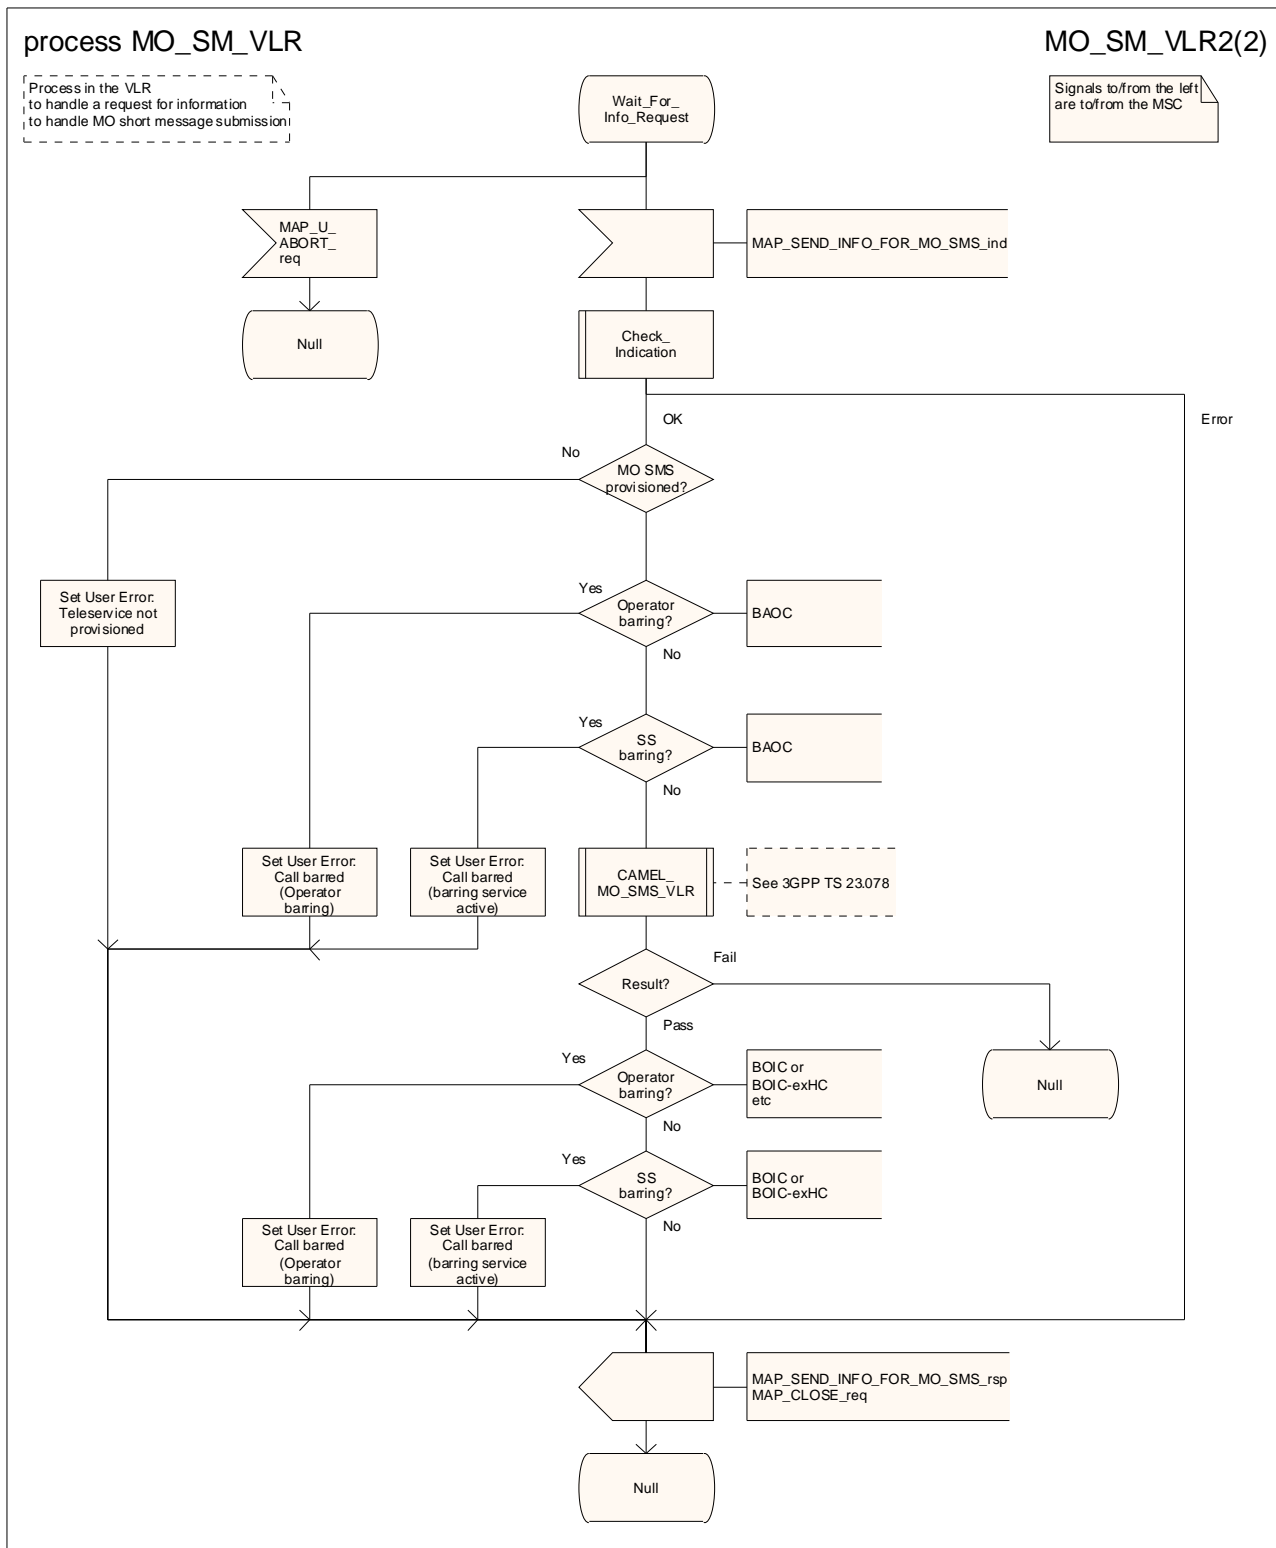 process MO_SM_VLR
MO_SM_VLR2(2)
Process in the VLR
to handle a request for information
to handle MO short message submission
Wait_For_
Info_Request
Signals to/from the left
are to/from the MSC
MAP_U_
ABORT_
req
MAP_SEND_INFO_FOR_MO_SMS_ind
Null
Check_
Indication
OK
Error
No
MO SMS
provisioned?
Set User Error:
Teleservice not
provisioned
Yes
Operator
barring?
BAOC
No
Yes
SS
barring?
BAOC
No
Set User Error:
Call barred
(Operator
barring)
Set User Error:
Call barred
(barring service
active)
CAMEL_
MO_SMS_VLR
See 3GPP TS 23.078
Result?
Fail
Pass
Null
Yes
Operator
barring?
BOIC or
BOIC-exHC
etc
No
Yes
SS
barring?
BOIC or
BOIC-exHC
No
Set User Error:
Call barred
(Operator
barring)
Set User Error:
Call barred
(barring service
active)
MAP_SEND_INFO_FOR_MO_SMS_rsp
MAP_CLOSE_req
Null